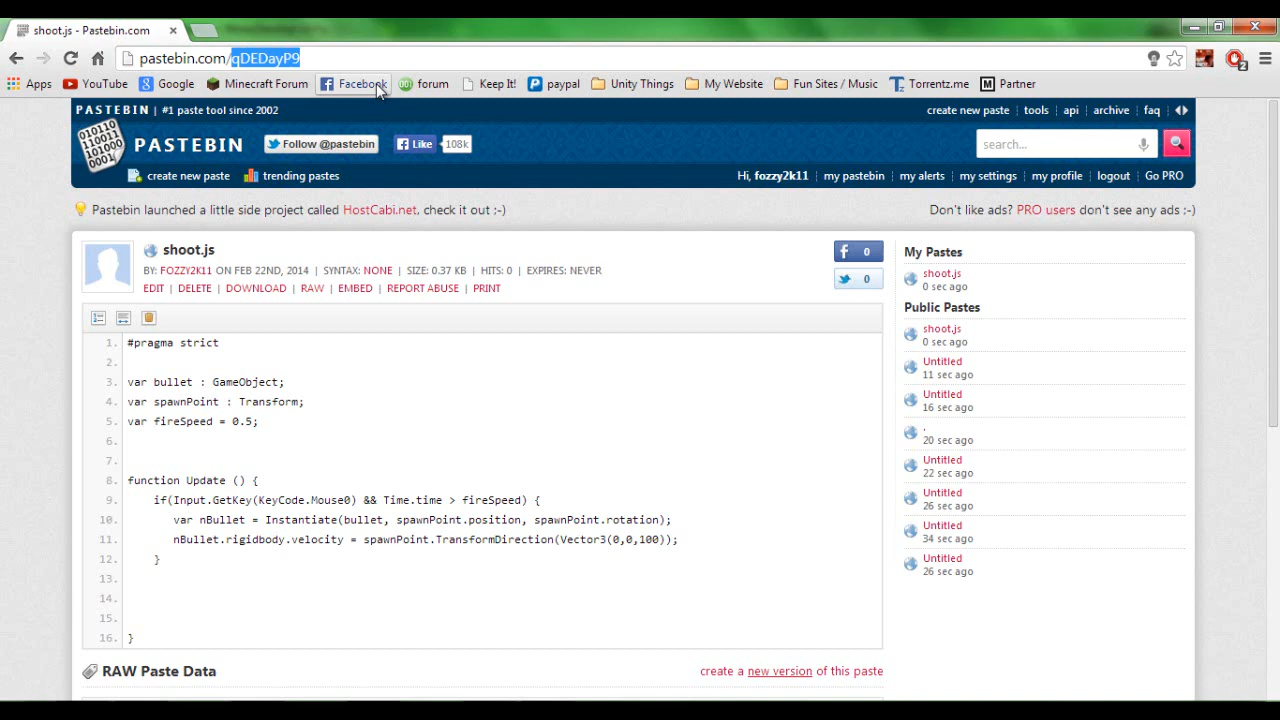 shoot.js - Pastebin.com
pastebin.com/qDEDayP9
2
Apps YouTube Google Minecraft Forum Facebook forum Keep It! paypal Unity Things My Website Fun Sites / Music Torrentz.me Partner
PASTEBIN | #1 paste tool since 2002
create new paste tools api archive faq
PASTEBIN
Follow @pastebin
Like 108k
search...
create new paste trending pastes
Hi, fozzy2k11 my pastebin my alerts my settings my profile logout Go PRO
Pastebin launched a little side project called HostCabi.net, check it out ;-)
Don't like ads? PRO users don't see any ads ;-)
shoot.js
BY: FOZZY2K11 ON FEB 22ND, 2014 | SYNTAX: NONE | SIZE: 0.37 KB | HITS: 0 | EXPIRES: NEVER
EDIT | DELETE | DOWNLOAD | RAW | EMBED | REPORT ABUSE | PRINT
0
0
1. #pragma strict
2.
3. var bullet : GameObject;
4. var spawnPoint : Transform;
5. var fireSpeed = 0.5;
6.
7.
8. function Update () {
9. if(Input.GetKey(KeyCode.Mouse0) && Time.time > fireSpeed) {
10. var nBullet = Instantiate(bullet, spawnPoint.position, spawnPoint.rotation);
11. nBullet.rigidbody.velocity = spawnPoint.TransformDirection(Vector3(0,0,100));
12. }
13.
14.
15.
16. }
RAW Paste Data
create a new version of this paste
My Pastes
shoot.js
0 sec ago
Public Pastes
shoot.js
0 sec ago
Untitled
11 sec ago
Untitled
16 sec ago
.
20 sec ago
Untitled
22 sec ago
Untitled
26 sec ago
Untitled
34 sec ago
Untitled
26 sec ago